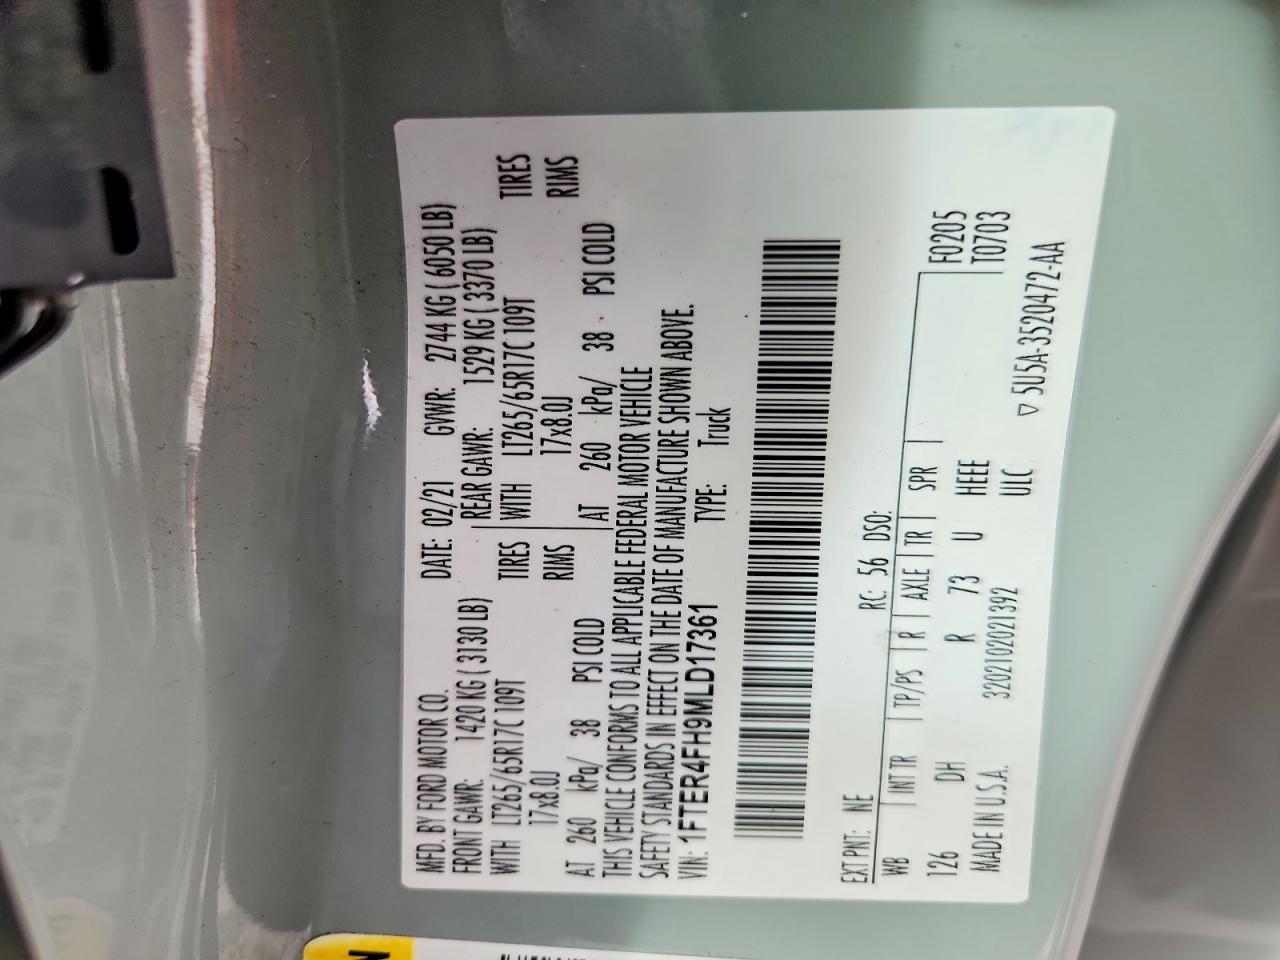 MFD. BY FORD MOTOR CO. DATE: 02/21 GVWR: 2744 KG ( 6050 LB)
FRONT GAWR: 1420 KG ( 3130 LB) REAR GAWR: 1529 KG ( 3370 LB)
WITH LT265/65R17C 109T TIRES WITH LT265/65R17C 109T TIRES
17x8.0J RIMS 17x8.0J RIMS
AT 260 kPa/ 38 PSI COLD AT 260 kPa/ 38 PSI COLD
THIS VEHICLE CONFORMS TO ALL APPLICABLE FEDERAL MOTOR VEHICLE
SAFETY STANDARDS IN EFFECT ON THE DATE OF MANUFACTURE SHOWN ABOVE.
VIN: 1FTER4FH9MLD17361 TYPE: Truck
EXT PNT: NE RC: 56 DSO:
WB INT TR TP/PS R AXLE TR SPR F0205
126 DH R 73 U HEEE T0703
MADE IN U.S.A. 3202102021392 ULC
▽ 5U5A-3520472-AA
N